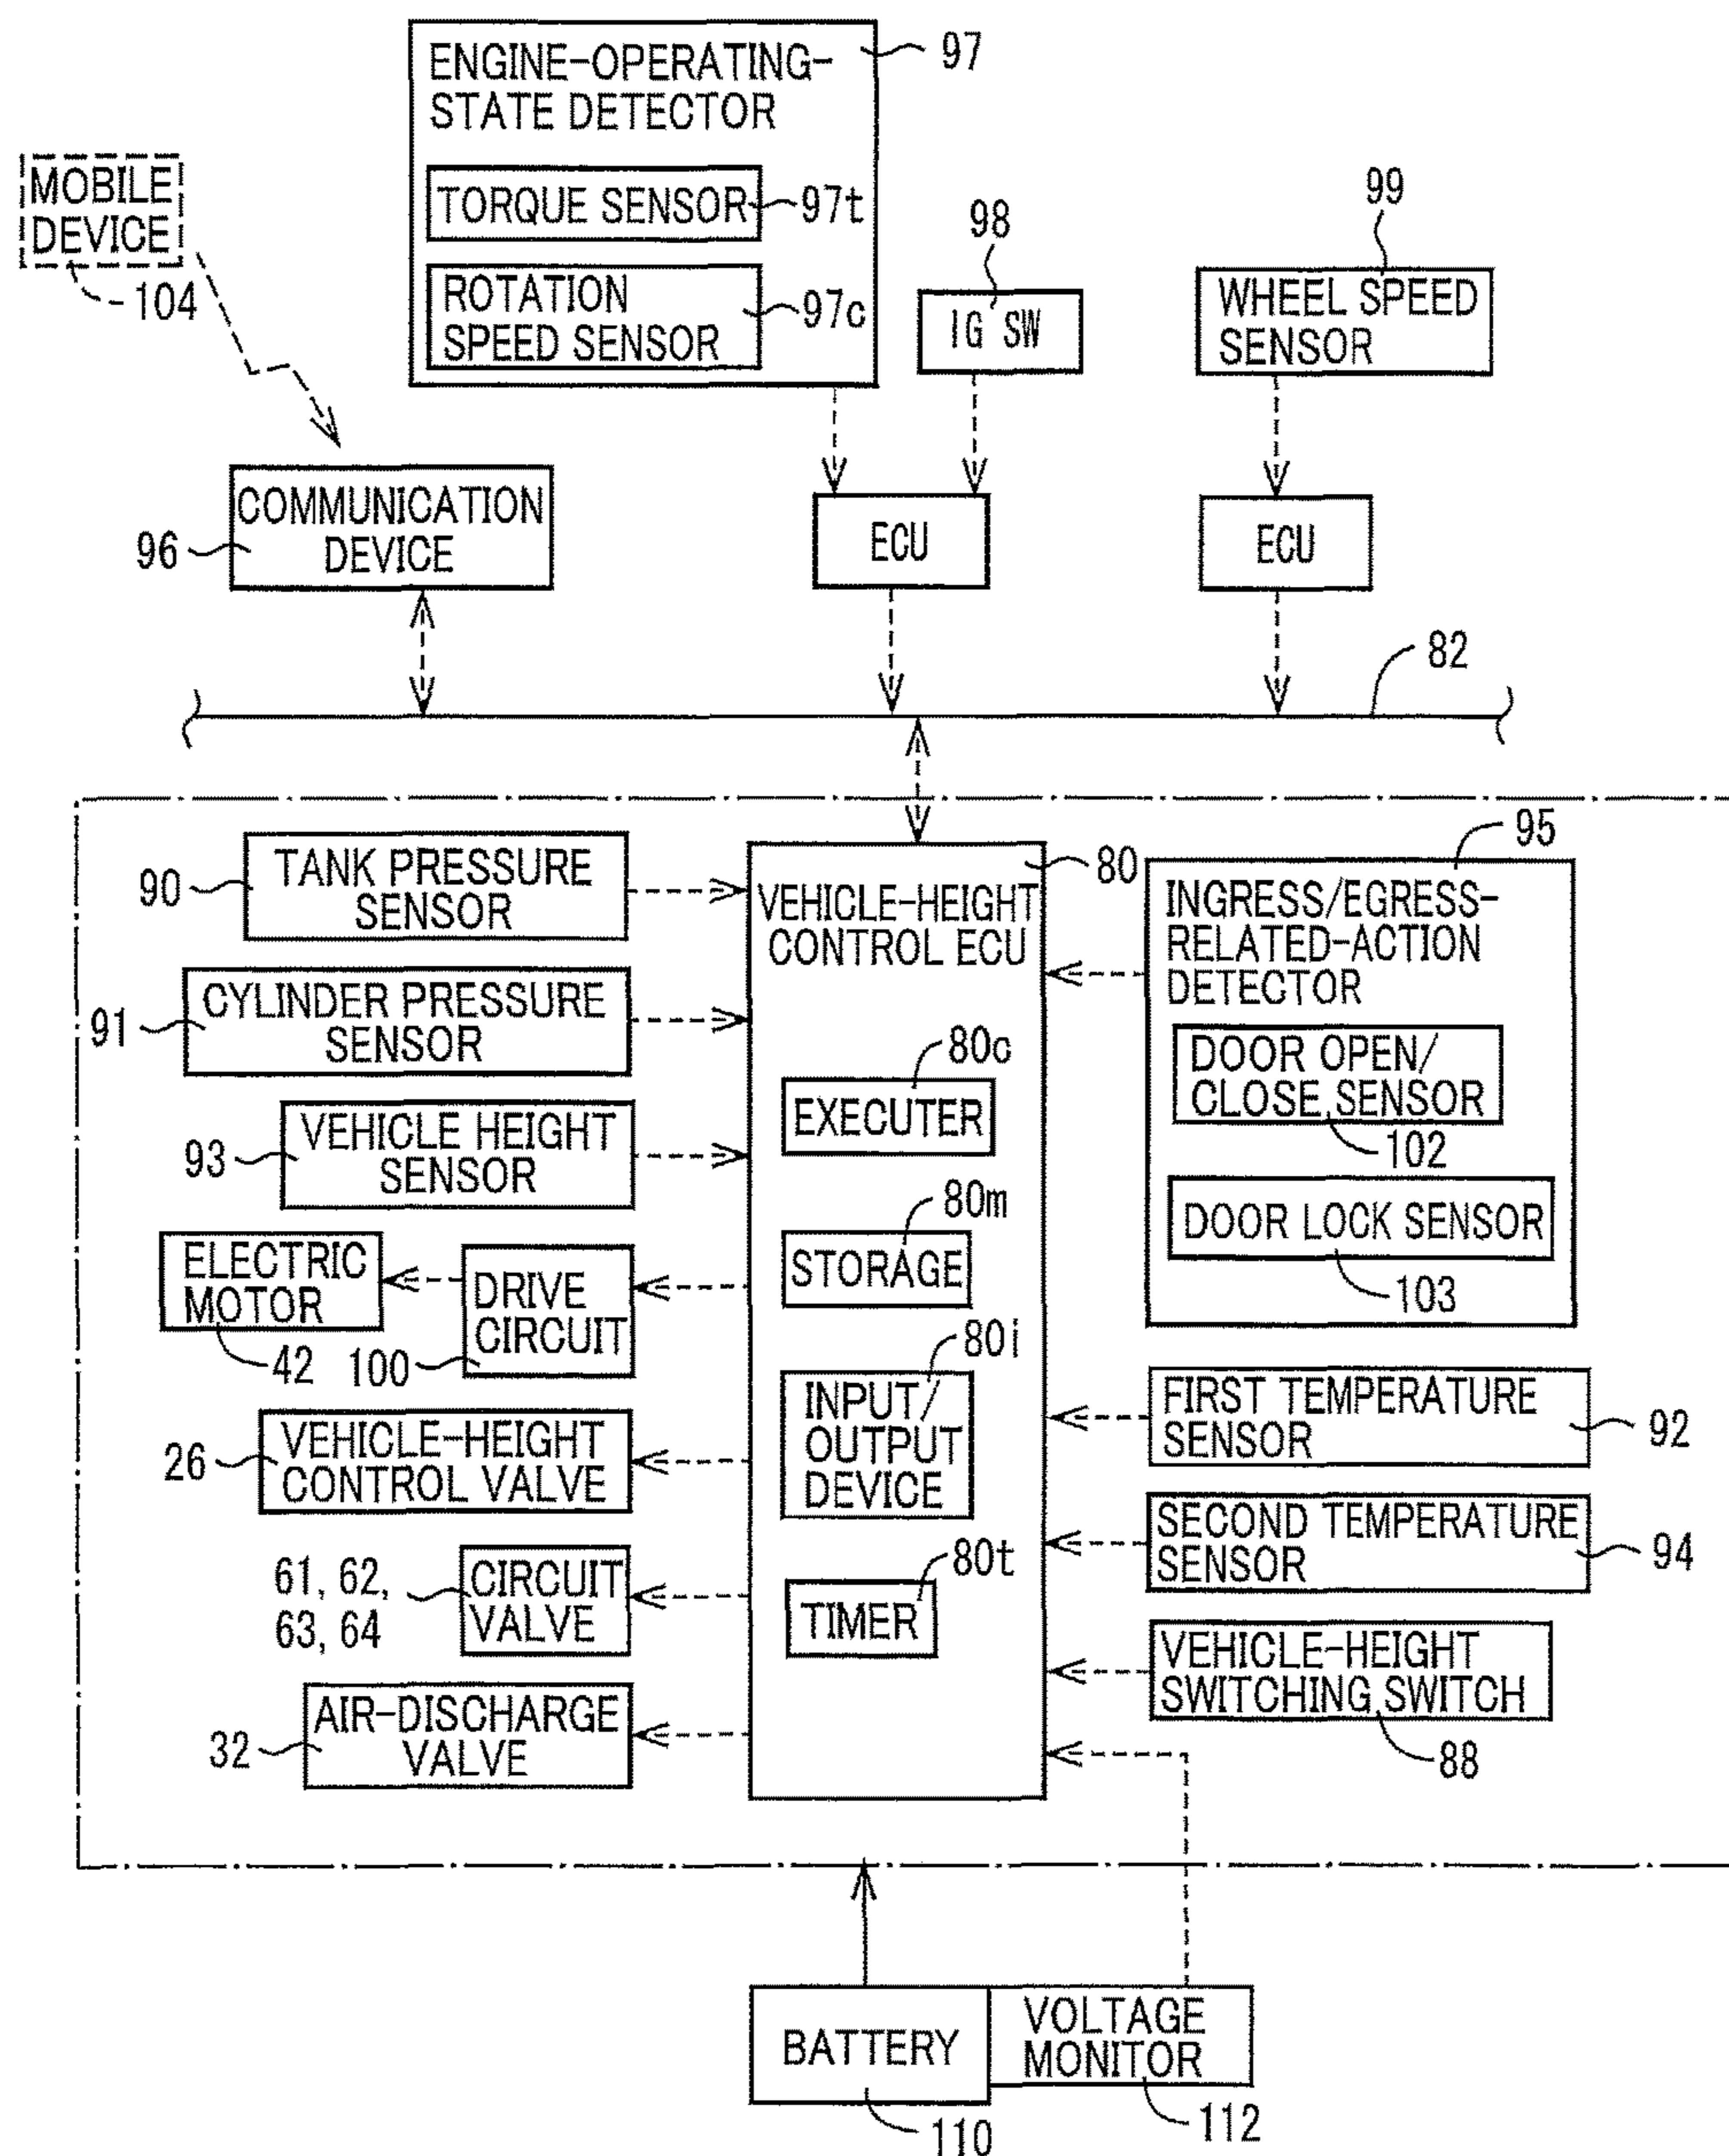 ENGINE-OPERATING-
STATE DETECTOR
97
TORQUE SENSOR
97t
ROTATION
SPEED SENSOR
97c
MOBILE
DEVICE
104
98
IG SW
99
WHEEL SPEED
SENSOR
COMMUNICATION
DEVICE
96
ECU
ECU
82
TANK PRESSURE
SENSOR
90
CYLINDER PRESSURE
SENSOR
91
VEHICLE HEIGHT
SENSOR
93
ELECTRIC
MOTOR
42
DRIVE
CIRCUIT
100
VEHICLE-HEIGHT
CONTROL VALVE
26
CIRCUIT
VALVE
61, 62,
63, 64
AIR-DISCHARGE
VALVE
32
80
VEHICLE-HEIGHT
CONTROL ECU
80c
EXECUTER
80m
STORAGE
80i
INPUT/
OUTPUT
DEVICE
80t
TIMER
95
INGRESS/EGRESS-
RELATED-ACTION
DETECTOR
DOOR OPEN/
CLOSE SENSOR
102
DOOR LOCK SENSOR
103
FIRST TEMPERATURE
SENSOR
92
SECOND TEMPERATURE
SENSOR
94
VEHICLE-HEIGHT
SWITCHING SWITCH
88
BATTERY
110
VOLTAGE
MONITOR
112